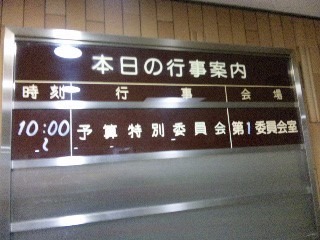 本日の行事案内
時刻 行事 会場
10:00 予算特別委員会 第1委員会室
〜